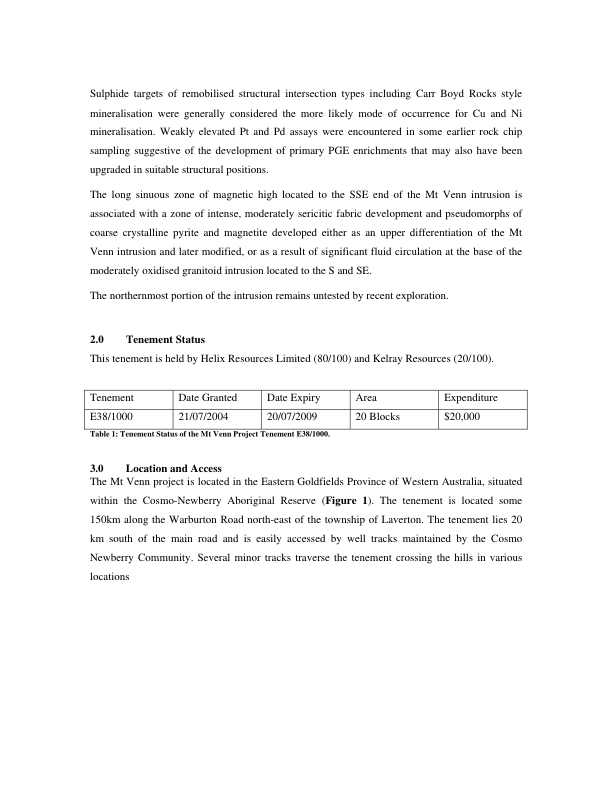 Sulphide targets of remobilised structural intersection types including Carr Boyd Rocks style
mineralisation were generally considered the more likely mode of occurrence for Cu and Ni
mineralisation. Weakly elevated Pt and Pd assays were encountered in some earlier rock chip
sampling suggestive of the development of primary PGE enrichments that may also have been
upgraded in suitable structural positions.
The long sinuous zone of magnetic high located to the SSE end of the Mt Venn intrusion is
associated with a zone of intense, moderately sericitic fabric development and pseudomorphs of
coarse crystalline pyrite and magnetite developed either as an upper differentiation of the Mt
Venn intrusion and later modified, or as a result of significant fluid circulation at the base of the
moderately oxidised granitoid intrusion located to the S and SE.
The northernmost portion of the intrusion remains untested by recent exploration.
2.0 Tenement Status
This tenement is held by Helix Resources Limited (80/100) and Kelray Resources (20/100).
Tenement Date Granted Date Expiry Area Expenditure
E38/1000 21/07/2004 20/07/2009 20 Blocks $20,000
Table 1: Tenement Status of the Mt Venn Project Tenement E38/1000.
3.0 Location and Access
The Mt Venn project is located in the Eastern Goldfields Province of Western Australia, situated
within the Cosmo-Newberry Aboriginal Reserve (Figure 1). The tenement is located some
150km along the Warburton Road north-east of the township of Laverton. The tenement lies 20
km south of the main road and is easily accessed by well tracks maintained by the Cosmo
Newberry Community. Several minor tracks traverse the tenement crossing the hills in various
locations